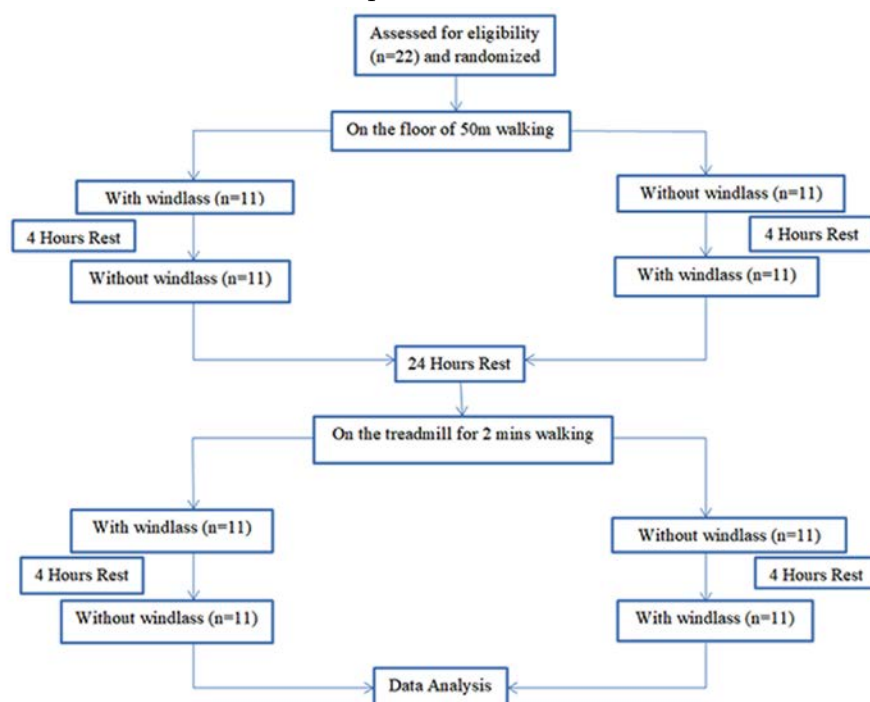 Assessed for eligibility
(n=22) and randomized
On the floor of 50m walking
With windlass (n=11)
Without windlass (n=11)
4 Hours Rest
4 Hours Rest
Without windlass (n=11)
With windlass (n=11)
24 Hours Rest
On the treadmill for 2 mins walking
With windlass (n=11)
Without windlass (n=11)
4 Hours Rest
4 Hours Rest
Without windlass (n=11)
With windlass (n=11)
Data Analysis